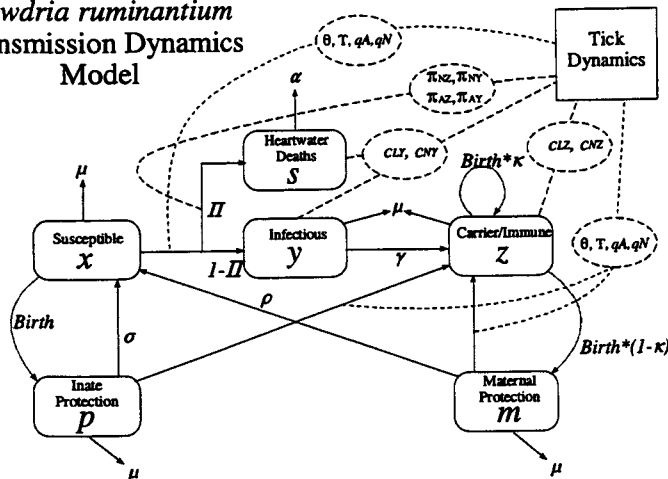 wdria ruminantium
nsmission Dynamics
Model
θ, T, qA, qN
Tick
Dynamics
πNZ, πNY
πAZ, πAY
α
Heartwater
Deaths
s
CLY, CNY
CLZ, CNZ
Birth*κ
μ
Π
μ
Susceptible
x
Infectious
y
Carrier/Immune
z
θ, T, qA, qN
1-Π
γ
ρ
Birth
σ
Birth*(1-κ)
Inate
Protection
p
Maternal
Protection
m
μ
μ